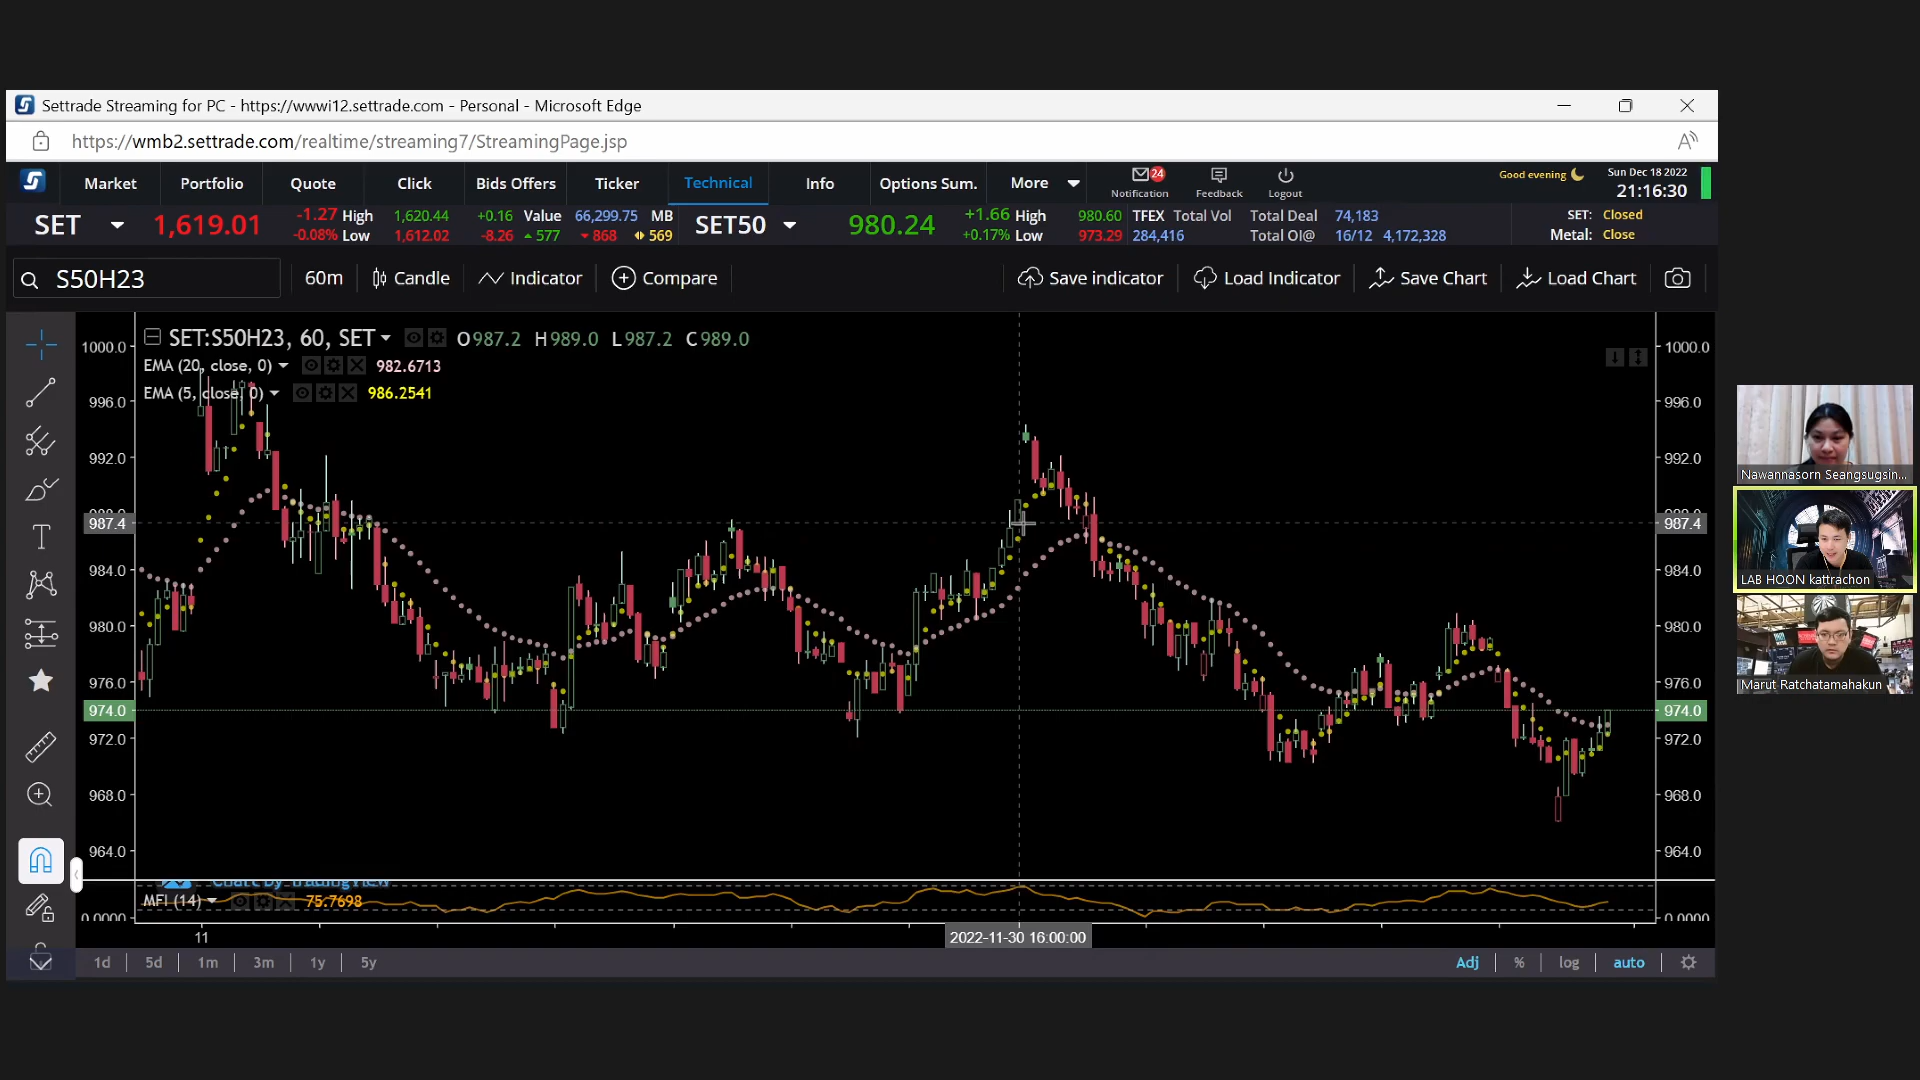 Settrade Streaming for PC - https://wwwi12.settrade.com - Personal - Microsoft Edge
https://wmb2.settrade.com/realtime/streaming7/StreamingPage.jsp
Market Portfolio Quote Click Bids Offers Ticker Technical Info Options Sum. More 24 Notification Feedback Logout Good evening Sun Dec 18 2022 21:16:30
SET 1,619.01 -1.27 High 1,620.44 +0.16 Value 66,299.75 MB SET50 980.24 +1.66 High 980.60 TFEX Total Vol Total Deal 74,183 SET: Closed
-0.08% Low 1,612.02 -8.26 577 868 569 +0.17% Low 973.29 284,416 Total OI@ 16/12 4,172,328 Metal: Close
S50H23 60m Candle Indicator Compare Save indicator Load Indicator Save Chart Load Chart
SET:S50H23, 60, SET O987.2 H989.0 L987.2 C989.0
EMA (20, close, 0) 982.6713
EMA (5, close, 0) 986.2541
1000.0 1000.0
996.0 996.0
992.0 992.0
987.4 987.4
984.0 984.0
980.0 980.0
976.0 976.0
974.0 974.0
972.0 972.0
968.0 968.0
964.0 964.0
Chart by TradingView
MFI (14) 75.7698
0.0000 0.0000
11 2022-11-30 16:00:00
1d 5d 1m 3m 1y 5y Adj % log auto
Nawannasorn Seangsugsin...
LAB HOON kattrachon
Marut Ratchatamahakun